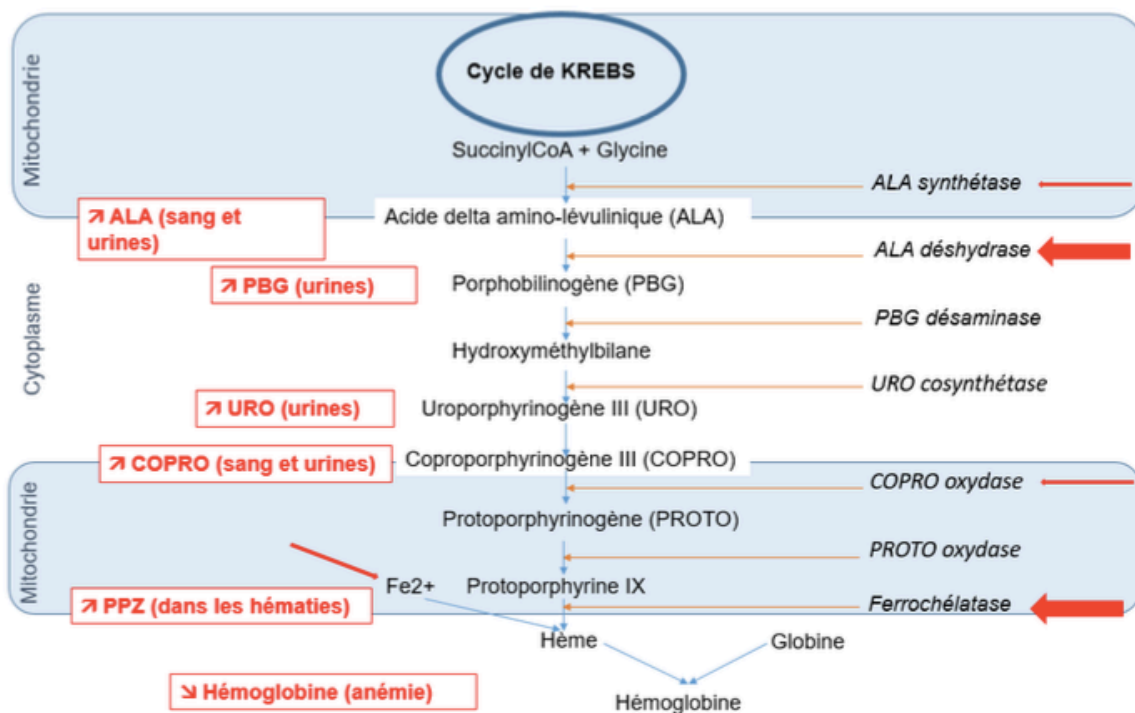 Mitochondrie
Cycle de KREBS
SuccinylCoA + Glycine
ALA synthétase
↗ ALA (sang et
urines)
Acide delta amino-lévulinique (ALA)
ALA déshydrase
Cytoplasme
↗ PBG (urines)
Porphobilinogène (PBG)
PBG désaminase
Hydroxyméthylbilane
URO cosynthétase
↗ URO (urines)
Uroporphyrinogène III (URO)
↗ COPRO (sang et urines)
Coproporphyrinogène III (COPRO)
Mitochondrie
COPRO oxydase
Protoporphyrinogène (PROTO)
PROTO oxydase
Fe2+
Protoporphyrine IX
↗ PPZ (dans les hématies)
Ferrochélatase
Hème
Globine
↘ Hémoglobine (anémie)
Hémoglobine